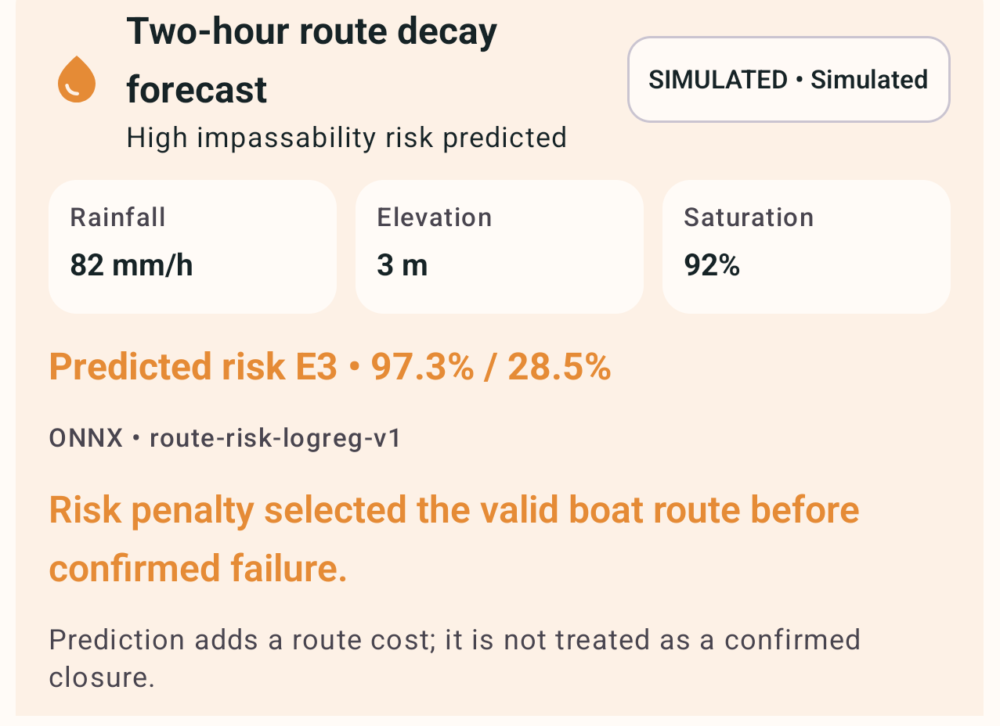 Two-hour route decay
forecast
High impassability risk predicted
SIMULATED • Simulated
Rainfall
82 mm/h
Elevation
3 m
Saturation
92%
Predicted risk E3 • 97.3% / 28.5%
ONNX • route-risk-logreg-v1
Risk penalty selected the valid boat route before
confirmed failure.
Prediction adds a route cost; it is not treated as a confirmed
closure.